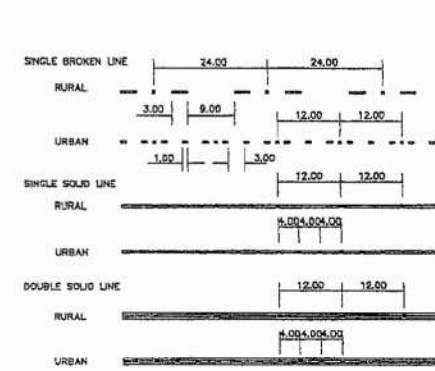 SINGLE BROKEN LINE 24.00 24.00
RURAL
3.00 9.00 12.00 12.00
URBAN
1.00 3.00
SINGLE SOLID LINE 12.00 12.00
RURAL
4.00 4.00 4.00
URBAN
DOUBLE SOLID LINE 12.00 12.00
RURAL
4.00 4.00 4.00
URBAN